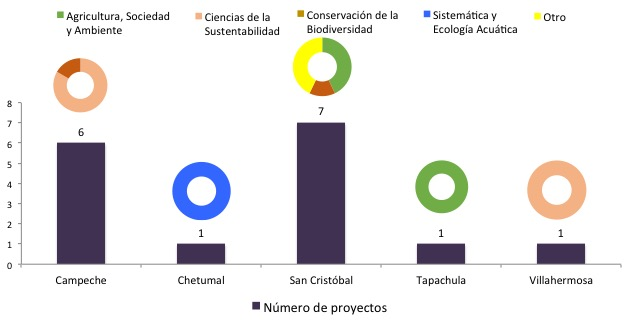 Agricultura, Sociedad
y Ambiente
Ciencias de la
Sustentabilidad
Conservación de la
Biodiversidad
Sistemática y
Ecología Acuática
Otro
8
7
6
5
4
3
2
1
0
6
1
7
1
1
Campeche
Chetumal
San Cristóbal
Tapachula
Villahermosa
Número de proyectos